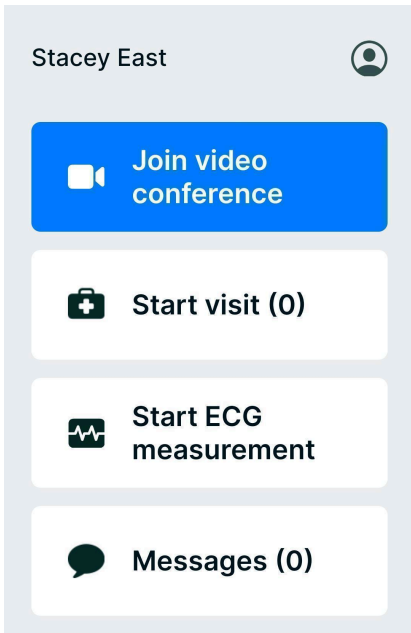 Stacey East
Join video
conference
Start visit (0)
Start ECG
measurement
Messages (0)